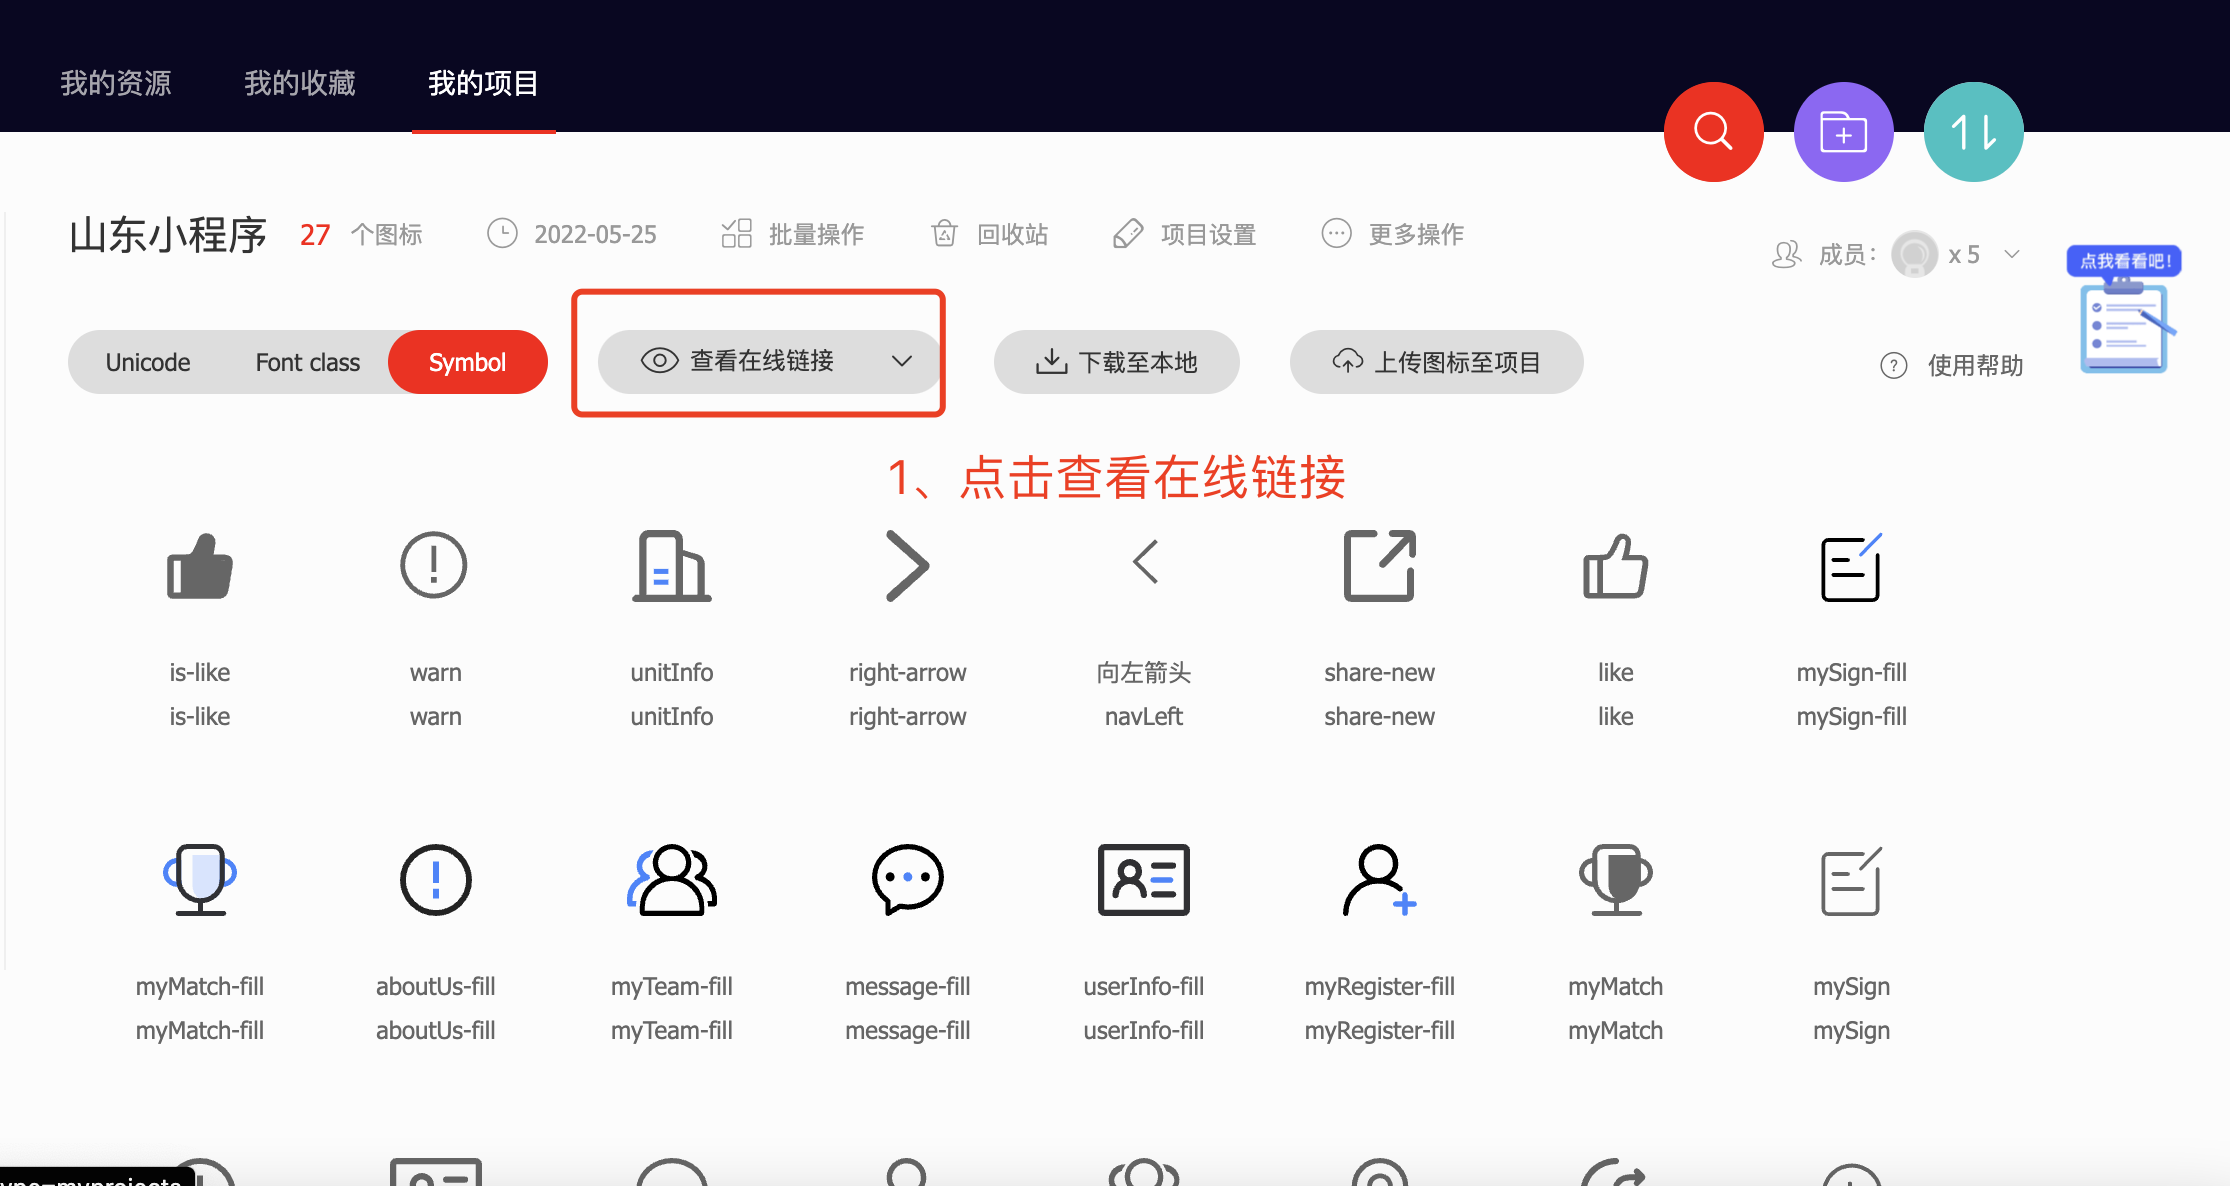 我的资源 我的收藏 我的项目
山东小程序 27 个图标 2022-05-25 批量操作 回收站 项目设置 更多操作
成员： x 5
点我看看吧！
Unicode Font class Symbol 查看在线链接 下载至本地 上传图标至项目 使用帮助
1、点击查看在线链接
is-like warn unitInfo right-arrow 向左箭头 share-new like mySign-fill
is-like warn unitInfo right-arrow navLeft share-new like mySign-fill
myMatch-fill aboutUs-fill myTeam-fill message-fill userInfo-fill myRegister-fill myMatch mySign
myMatch-fill aboutUs-fill myTeam-fill message-fill userInfo-fill myRegister-fill myMatch mySign